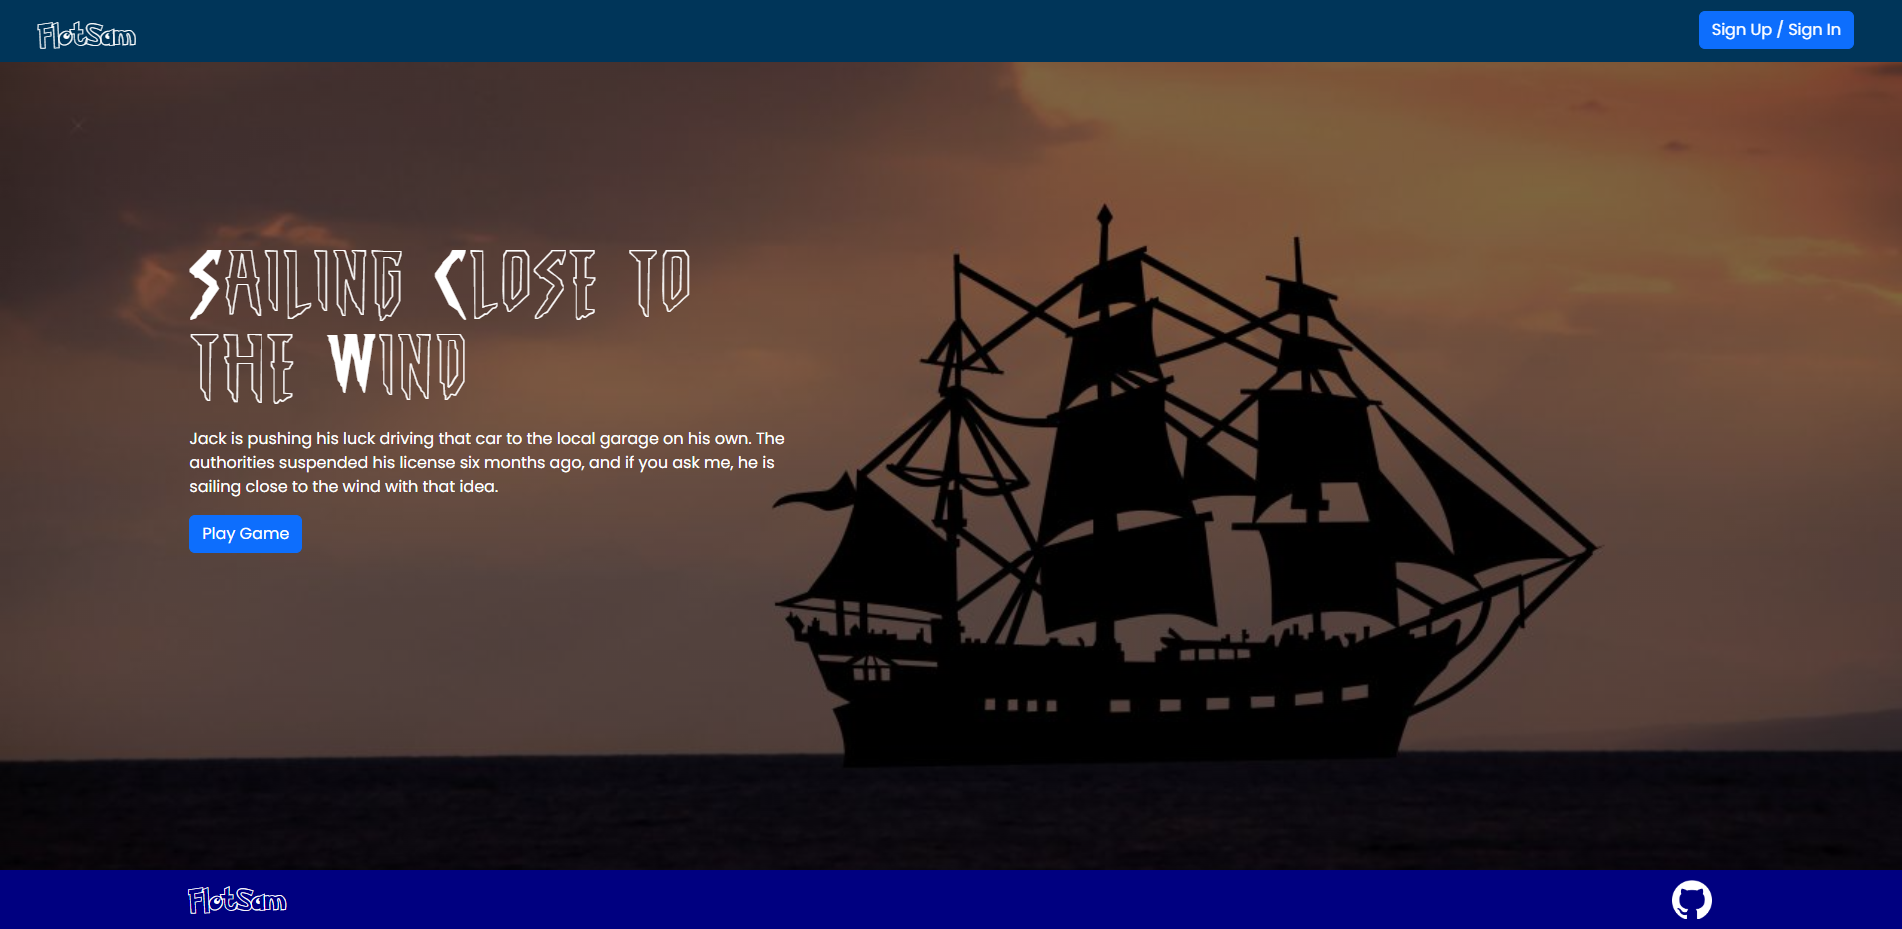 FlotSam
Sign Up / Sign In
Sailing Close to
the Wind
Jack is pushing his luck driving that car to the local garage on his own. The
authorities suspended his license six months ago, and if you ask me, he is
sailing close to the wind with that idea.
Play Game
FlotSam